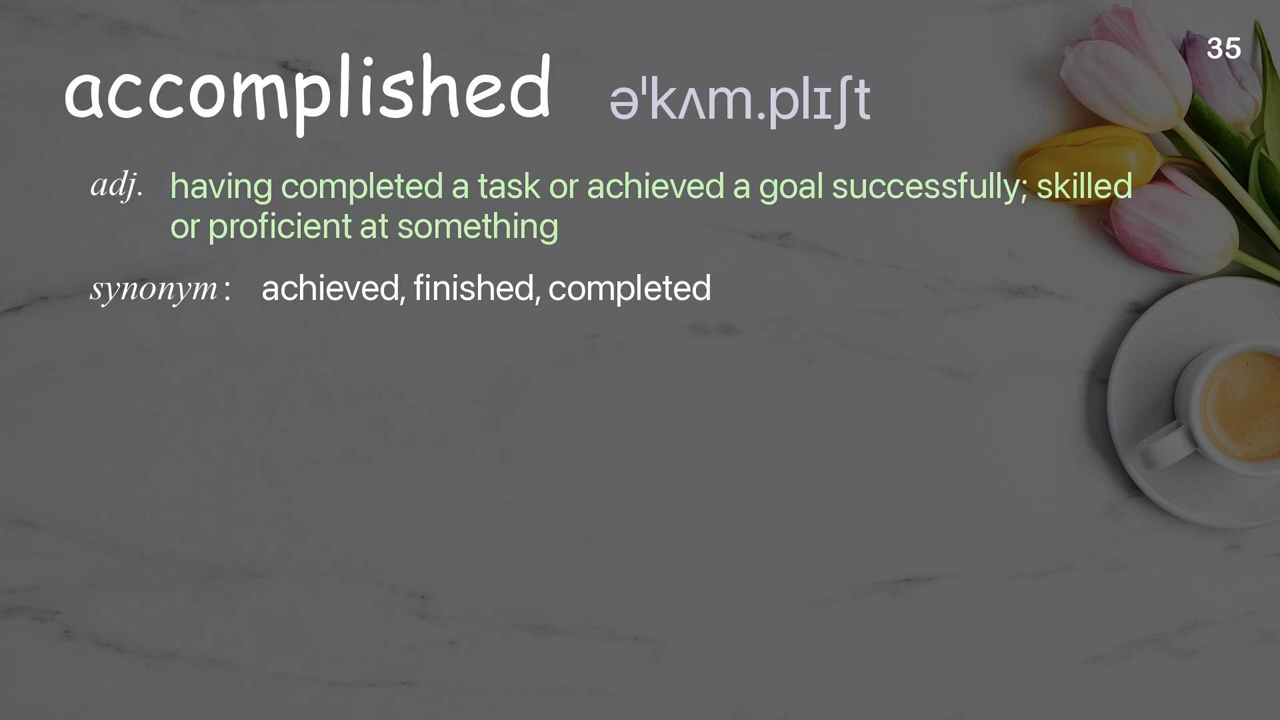 35
accomplished əˈkʌm.plɪʃt
adj. having completed a task or achieved a goal successfully; skilled
or proficient at something
synonym: achieved, finished, completed